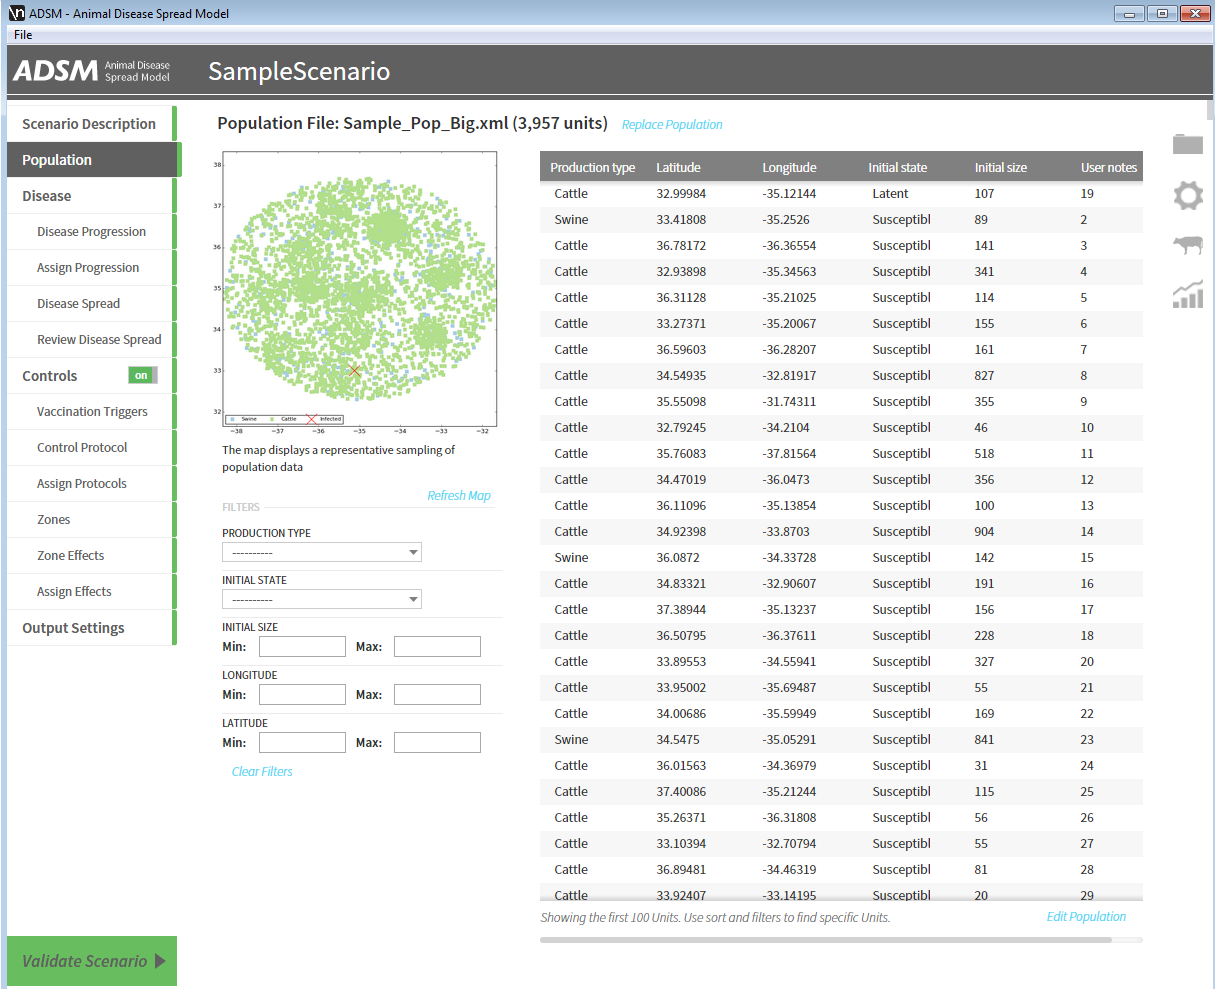 ADSM - Animal Disease Spread Model
File
ADSM Animal Disease Spread Model
SampleScenario
Scenario Description
Population
Disease
Disease Progression
Assign Progression
Disease Spread
Review Disease Spread
Controls on
Vaccination Triggers
Control Protocol
Assign Protocols
Zones
Zone Effects
Assign Effects
Output Settings
Validate Scenario
Population File: Sample_Pop_Big.xml (3,957 units) Replace Population
38
37
36
35
34
33
32
Swine Cattle Infected
−38 −37 −36 −35 −34 −33 −32
The map displays a representative sampling of
population data
Refresh Map
FILTERS
PRODUCTION TYPE
----------
INITIAL STATE
----------
INITIAL SIZE
Min: Max:
LONGITUDE
Min: Max:
LATITUDE
Min: Max:
Clear Filters
Production type Latitude Longitude Initial state Initial size User notes
Cattle 32.99984 -35.12144 Latent 107 19
Swine 33.41808 -35.2526 Susceptibl 89 2
Cattle 36.78172 -36.36554 Susceptibl 141 3
Cattle 32.93898 -35.34563 Susceptibl 341 4
Cattle 36.31128 -35.21025 Susceptibl 114 5
Cattle 33.27371 -35.20067 Susceptibl 155 6
Cattle 36.59603 -36.28207 Susceptibl 161 7
Cattle 34.54935 -32.81917 Susceptibl 827 8
Cattle 35.55098 -31.74311 Susceptibl 355 9
Cattle 32.79245 -34.2104 Susceptibl 46 10
Cattle 35.76083 -37.81564 Susceptibl 518 11
Cattle 34.47019 -36.0473 Susceptibl 356 12
Cattle 36.11096 -35.13854 Susceptibl 100 13
Cattle 34.92398 -33.8703 Susceptibl 904 14
Swine 36.0872 -34.33728 Susceptibl 142 15
Cattle 34.83321 -32.90607 Susceptibl 191 16
Cattle 37.38944 -35.13237 Susceptibl 156 17
Cattle 36.50795 -36.37611 Susceptibl 228 18
Cattle 33.89553 -34.55941 Susceptibl 327 20
Cattle 33.95002 -35.69487 Susceptibl 55 21
Cattle 34.00686 -35.59949 Susceptibl 169 22
Swine 34.5475 -35.05291 Susceptibl 841 23
Cattle 36.01563 -34.36979 Susceptibl 31 24
Cattle 37.40086 -35.21244 Susceptibl 115 25
Cattle 35.26371 -36.31808 Susceptibl 56 26
Cattle 33.10394 -32.70794 Susceptibl 55 27
Cattle 36.89481 -34.46319 Susceptibl 81 28
Cattle 33.92407 -33.14195 Susceptibl 20 29
Showing the first 100 Units. Use sort and filters to find specific Units. Edit Population